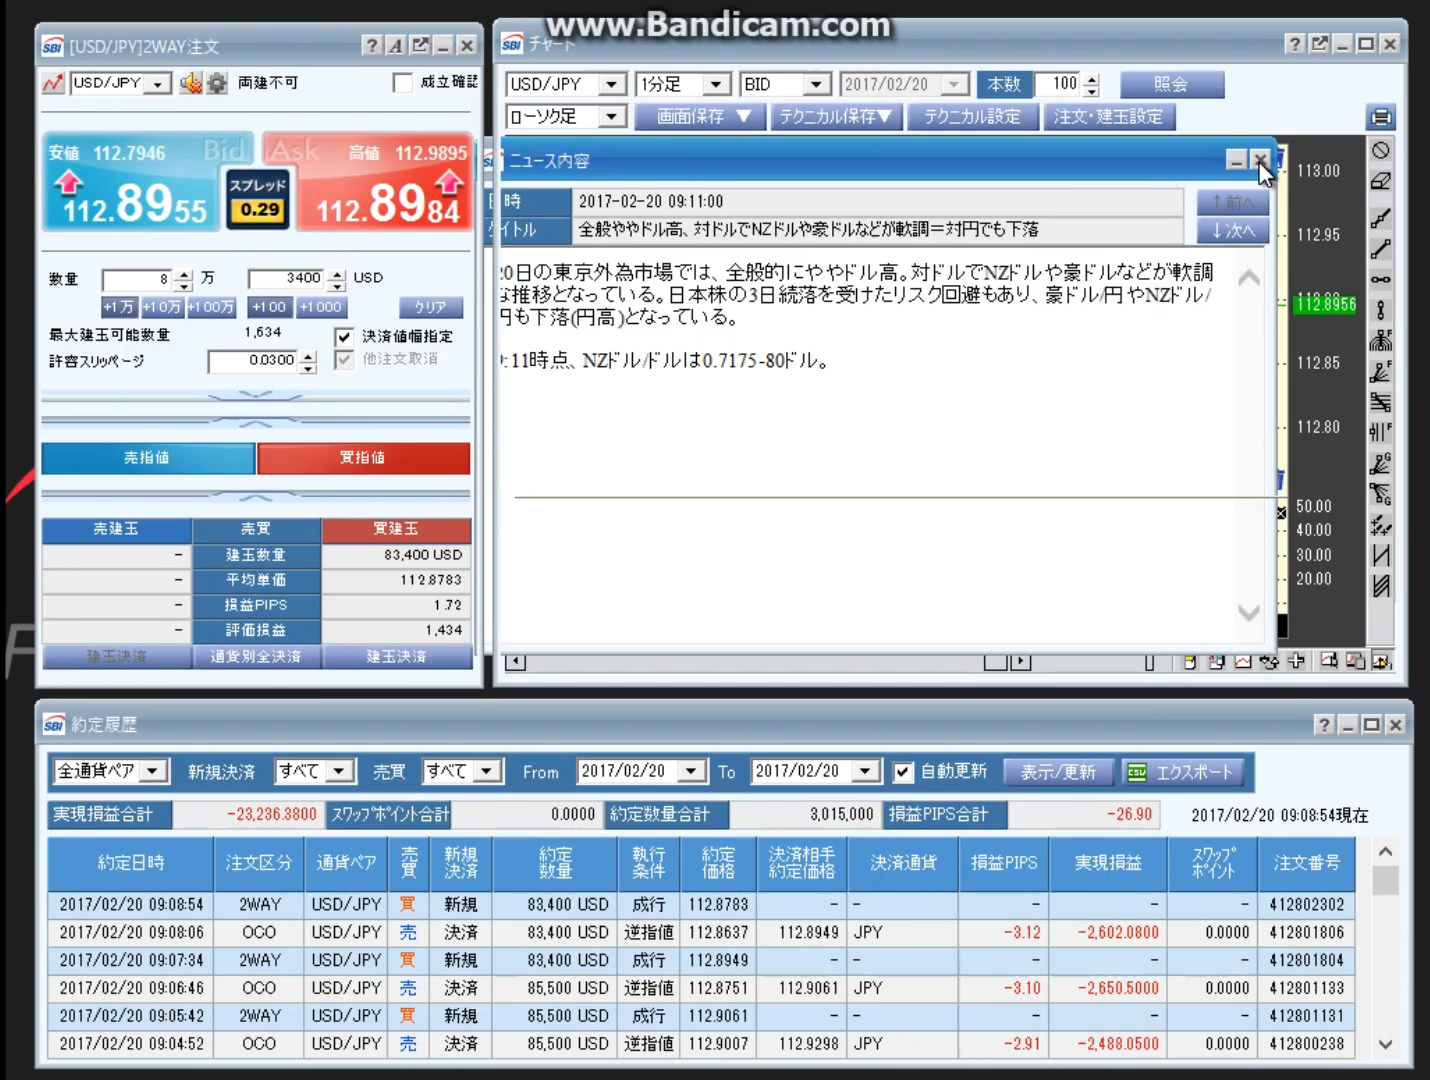 www.Bandicam.com
SBI [USD/JPY]2WAY注文
USD/JPY 両建不可 成立確認
安値 112.7946 Bid Ask 高値 112.9895
112.8955 スプレッド 0.29 112.8984
数量 8 万 3400 USD
+1万 +10万 +100万 +100 +1000 クリア
最大建玉可能数量 1,634 決済値幅指定
許容スリッページ 0.0300 他注文取消
売指値 買指値
売建玉 売買 買建玉
- 建玉数量 83,400 USD
- 平均単価 112.8783
- 損益PIPS 1.72
- 評価損益 1,434
建玉決済 通貨別全決済 建玉決済
SBI チャート
USD/JPY 1分足 BID 2017/02/20 本数 100 照会
ローソク足 画面保存▼ テクニカル保存▼ テクニカル設定 注文・建玉設定
ニュース内容
時 2017-02-20 09:11:00 ↑前へ
タイトル 全般ややドル高、対ドルでNZドルや豪ドルなどが軟調＝対円でも下落 ↓次へ
0日の東京外為市場では、全般的にややドル高。対ドルでNZドルや豪ドルなどが軟調
な推移となっている。日本株の3日続落を受けたリスク回避もあり、豪ドル/円やNZドル/
円も下落(円高)となっている。
:11時点、NZドル/ドルは0.7175-80ドル。
113.00
112.95
112.8956
112.85
112.80
50.00
40.00
30.00
20.00
SBI 約定履歴
全通貨ペア 新規決済 すべて 売買 すべて From 2017/02/20 To 2017/02/20 自動更新 表示/更新 CSV エクスポート
実現損益合計 -23,236.3800 スワップポイント合計 0.0000 約定数量合計 3,015,000 損益PIPS合計 -26.90 2017/02/20 09:08:54現在
約定日時 注文区分 通貨ペア 売買 新規決済 約定数量 執行条件 約定価格 決済相手約定価格 決済通貨 損益PIPS 実現損益 スワップポイント 注文番号
2017/02/20 09:08:54 2WAY USD/JPY 買 新規 83,400 USD 成行 112.8783 - - - - - 412802302
2017/02/20 09:08:06 OCO USD/JPY 売 決済 83,400 USD 逆指値 112.8637 112.8949 JPY -3.12 -2,602.0800 0.0000 412801806
2017/02/20 09:07:34 2WAY USD/JPY 買 新規 83,400 USD 成行 112.8949 - - - - - 412801804
2017/02/20 09:06:46 OCO USD/JPY 売 決済 85,500 USD 逆指値 112.8751 112.9061 JPY -3.10 -2,650.5000 0.0000 412801133
2017/02/20 09:05:42 2WAY USD/JPY 買 新規 85,500 USD 成行 112.9061 - - - - - 412801131
2017/02/20 09:04:52 OCO USD/JPY 売 決済 85,500 USD 逆指値 112.9007 112.9298 JPY -2.91 -2,488.0500 0.0000 412800238